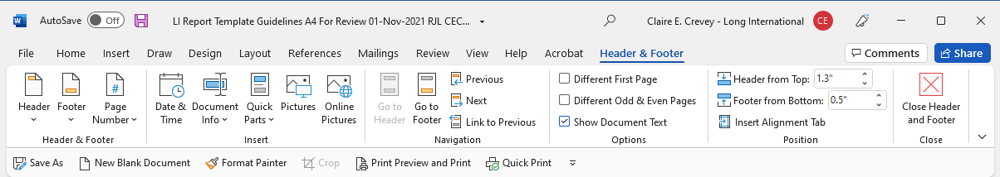 AutoSave Off LI Report Template Guidelines A4 For Review 01-Nov-2021 RJL CEC... Claire E. Crevey - Long International CE
File Home Insert Draw Design Layout References Mailings Review View Help Acrobat Header & Footer Comments Share
Header
Footer
Page
Number
Header & Footer
Date &
Time
Document
Info
Quick
Parts
Pictures
Online
Pictures
Insert
Go to
Header
Go to
Footer
Previous
Next
Link to Previous
Navigation
Different First Page
Different Odd & Even Pages
Show Document Text
Options
Header from Top: 1.3"
Footer from Bottom: 0.5"
Insert Alignment Tab
Position
Close Header
and Footer
Close
Save As New Blank Document Format Painter Crop Print Preview and Print Quick Print